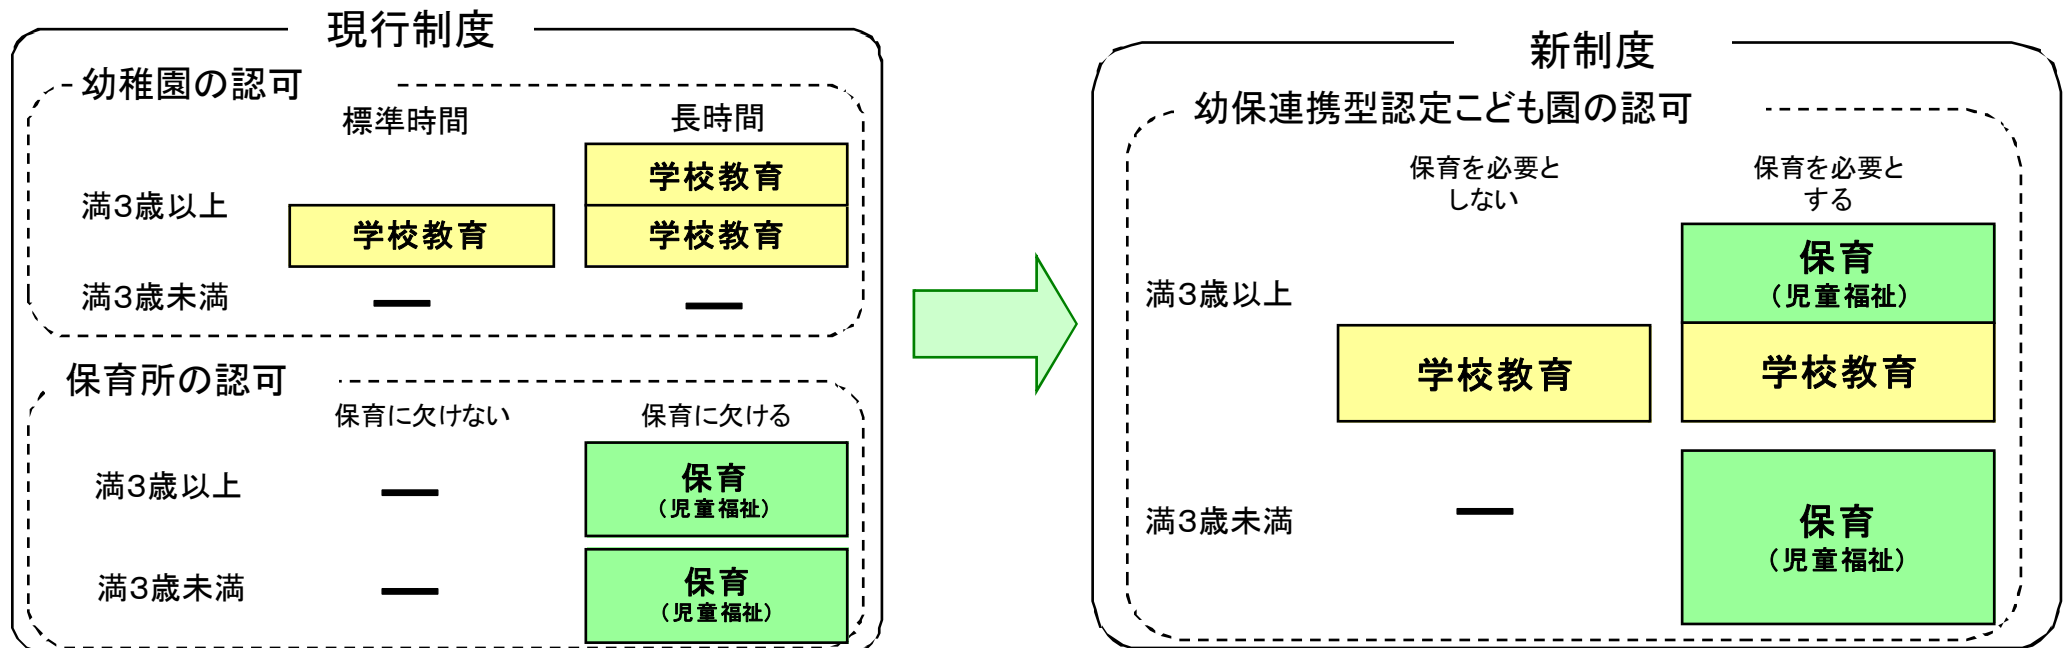 現行制度
幼稚園の認可
標準時間
長時間
学校教育
満3歳以上
学校教育
学校教育
満3歳未満
―
―
保育所の認可
保育に欠けない
保育に欠ける
満3歳以上
―
保育
(児童福祉)
満3歳未満
―
保育
(児童福祉)
新制度
幼保連携型認定こども園の認可
保育を必要と
しない
保育を必要と
する
保育
(児童福祉)
満3歳以上
学校教育
学校教育
満3歳未満
―
保育
(児童福祉)